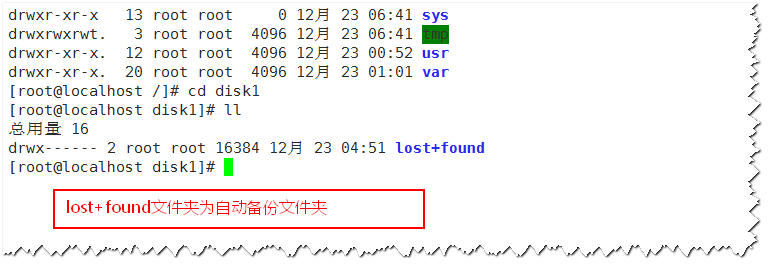 drwxr-xr-x   13 root root     0 12月 23 06:41 sys
drwxrwxrwt.   3 root root  4096 12月 23 06:41 tmp
drwxr-xr-x.  12 root root  4096 12月 23 00:52 usr
drwxr-xr-x.  20 root root  4096 12月 23 01:01 var
[root@localhost /]# cd disk1
[root@localhost disk1]# ll
总用量 16
drwx------ 2 root root 16384 12月 23 04:51 lost+found
[root@localhost disk1]#
lost+found文件夹为自动备份文件夹